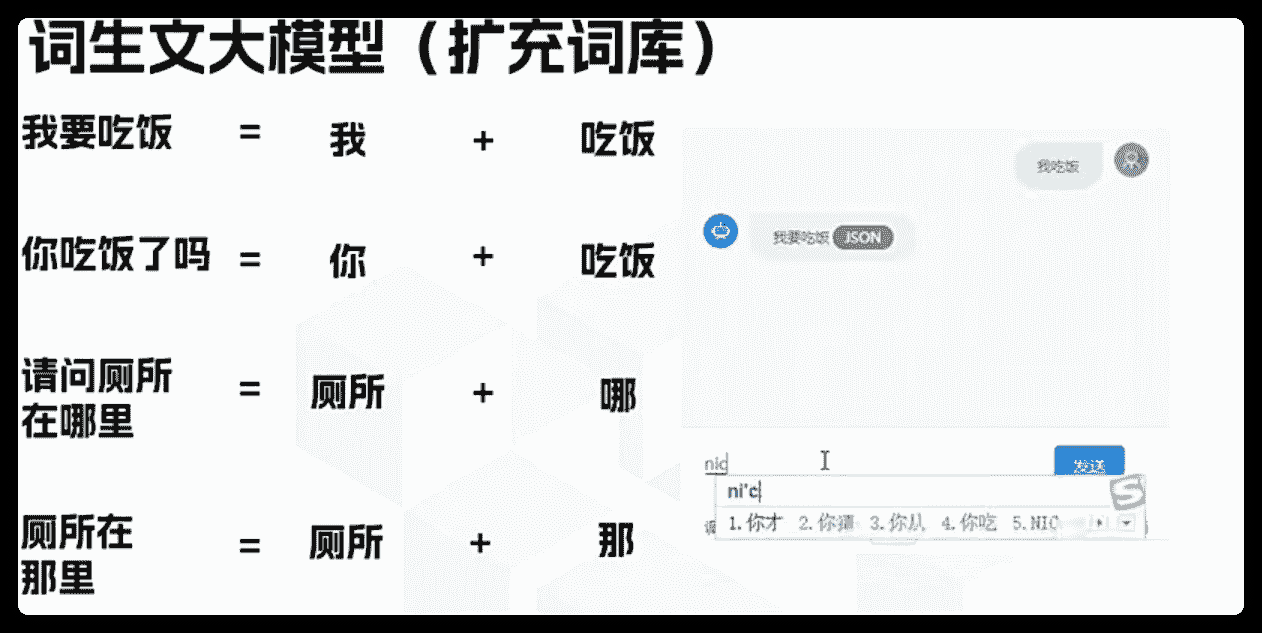 词生文大模型（扩充词库）
我要吃饭 = 我 + 吃饭
你吃饭了吗 = 你 + 吃饭
请问厕所
在哪里 = 厕所 + 哪
厕所在
那里 = 厕所 + 那
我吃饭
我要吃饭 JSON
nic
发送
ni'c
1.你才 2.你猜 3.你从 4.你吃 5.NIC